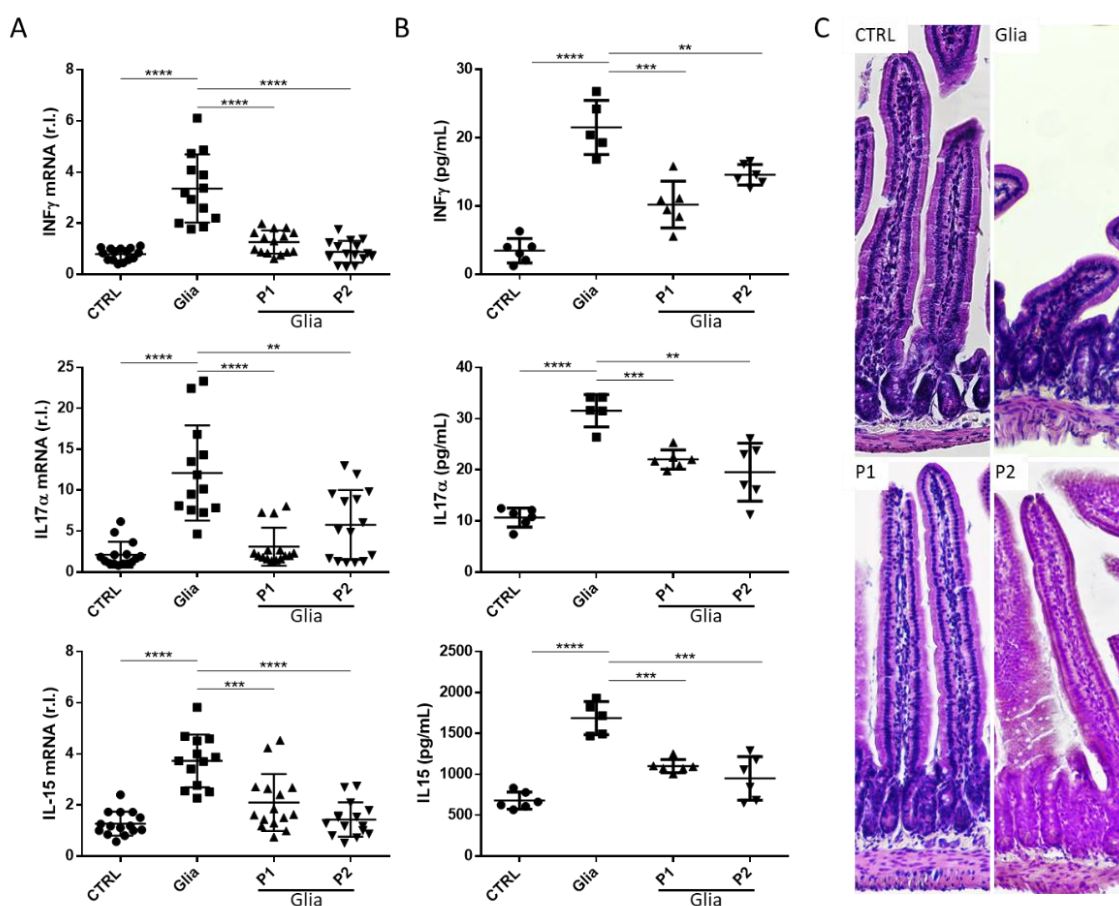 A
B
C
INFγ mRNA (r.l.)
8
6
4
2
0
****
****
****
CTRL
Glia
P1
P2
Glia
INFγ (pg/mL)
30
20
10
0
****
**
***
CTRL
Glia
P1
P2
Glia
IL17α mRNA (r.l.)
25
20
15
10
5
0
****
**
****
CTRL
Glia
P1
P2
Glia
IL17α (pg/mL)
40
30
20
10
0
****
**
***
CTRL
Glia
P1
P2
Glia
IL-15 mRNA (r.l.)
8
6
4
2
0
****
****
***
CTRL
Glia
P1
P2
Glia
IL15 (pg/mL)
2500
2000
1500
1000
500
0
****
***
***
CTRL
Glia
P1
P2
Glia
CTRL
Glia
P1
P2